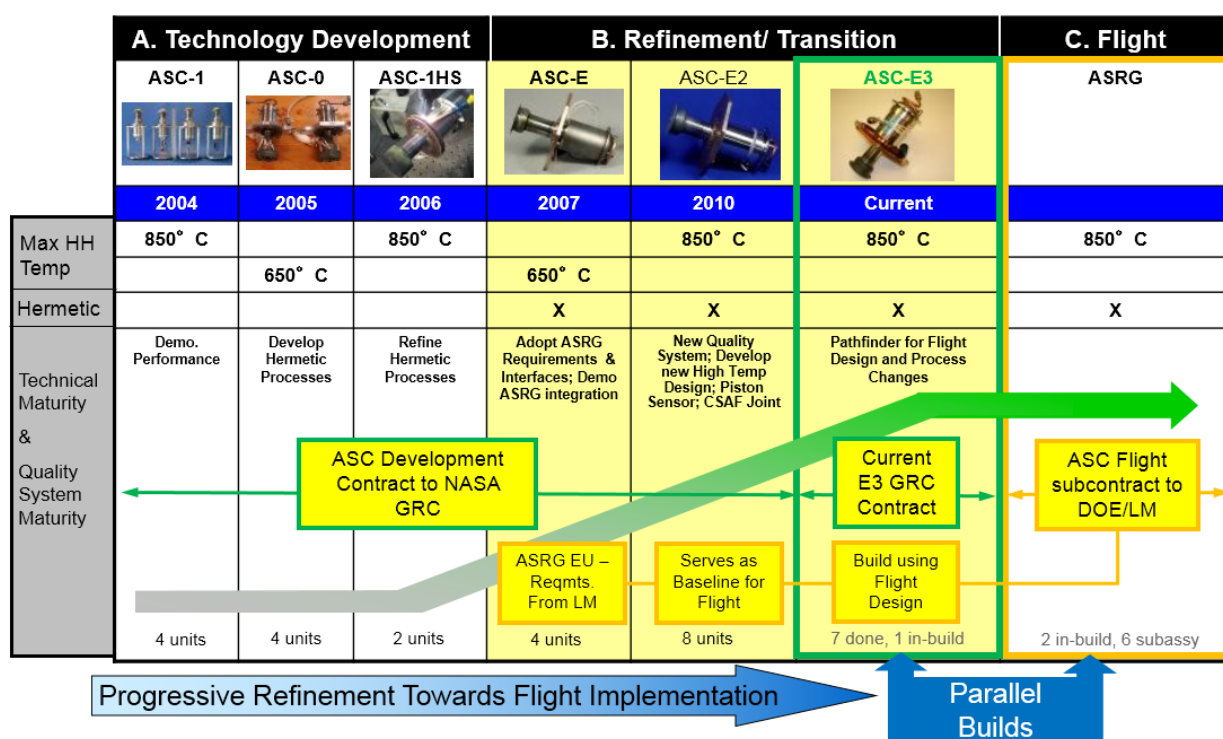 A. Technology Development
B. Refinement/ Transition
C. Flight
ASC-1
ASC-0
ASC-1HS
ASC-E
ASC-E2
ASC-E3
ASRG
2004
2005
2006
2007
2010
Current
Max HH
Temp
850° C
850° C
850° C
850° C
850° C
650° C
650° C
Hermetic
X
X
X
X
Technical
Maturity
&
Quality
System
Maturity
Demo.
Performance
Develop
Hermetic
Processes
Refine
Hermetic
Processes
Adopt ASRG
Requirements &
Interfaces; Demo
ASRG integration
New Quality
System; Develop
new High Temp
Design; Piston
Sensor; CSAF Joint
Pathfinder for Flight
Design and Process
Changes
ASC Development
Contract to NASA
GRC
Current
E3 GRC
Contract
ASC Flight
subcontract to
DOE/LM
ASRG EU –
Reqmts.
From LM
Serves as
Baseline for
Flight
Build using
Flight
Design
4 units
4 units
2 units
4 units
8 units
7 done, 1 in-build
2 in-build, 6 subassy
Progressive Refinement Towards Flight Implementation
Parallel
Builds